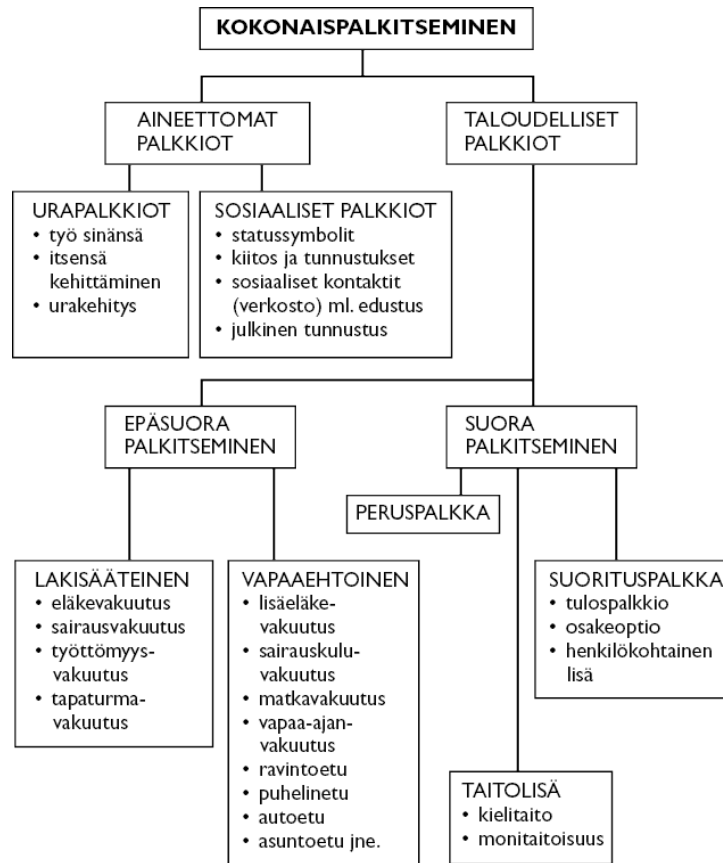 KOKONAISPALKITSEMINEN
AINEETTOMAT
PALKKIOT
TALOUDELLISET
PALKKIOT
URAPALKKIOT
• työ sinänsä
• itsensä
kehittäminen
• urakehitys
SOSIAALISET PALKKIOT
• statussymbolit
• kiitos ja tunnustukset
• sosiaaliset kontaktit
(verkosto) ml. edustus
• julkinen tunnustus
EPÄSUORA
PALKITSEMINEN
SUORA
PALKITSEMINEN
PERUSPALKKA
LAKISÄÄTEINEN
• eläkevakuutus
• sairausvakuutus
• työttömyys-
vakuutus
• tapaturma-
vakuutus
VAPAAEHTOINEN
• lisäeläke-
vakuutus
• sairauskulu-
vakuutus
• matkavakuutus
• vapaa-ajan-
vakuutus
• ravintoetu
• puhelinetu
• autoetu
• asuntoetu jne.
SUORITUSPALKKA
• tulospalkkio
• osakeoptio
• henkilökohtainen
lisä
TAITOLISÄ
• kielitaito
• monitaitoisuus